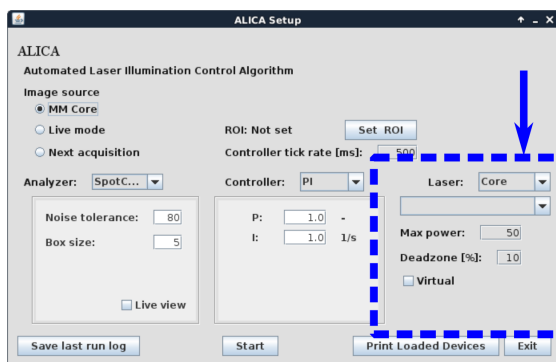 ALICA Setup
ALICA
Automated Laser Illumination Control Algorithm
Image source
MM Core
Live mode
ROI: Not set
Set ROI
Next acquisition
Controller tick rate [ms]:
500
Analyzer:
SpotC...
Controller:
PI
Laser:
Core
Noise tolerance:
80
P:
1.0
-
Max power:
50
Box size:
5
I:
1.0
1/s
Deadzone [%]:
10
Virtual
Live view
Save last run log
Start
Print Loaded Devices
Exit